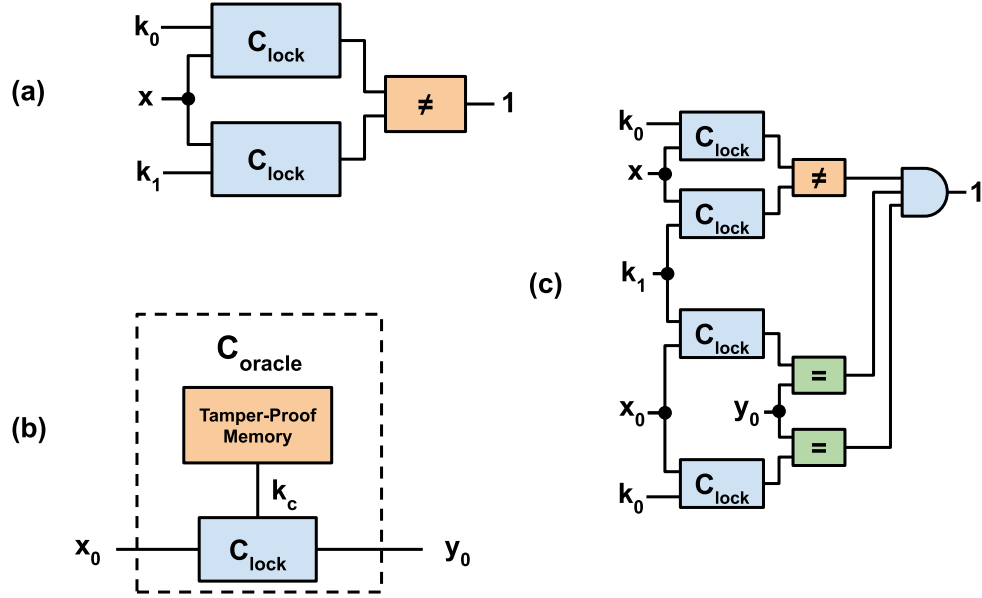 (a)
k0
x
k1
Clock
Clock
≠
1
(b)
Coracle
Tamper-Proof
Memory
kc
x0
Clock
y0
(c)
k0
x
k1
x0
k0
Clock
Clock
Clock
Clock
≠
y0
=
=
1